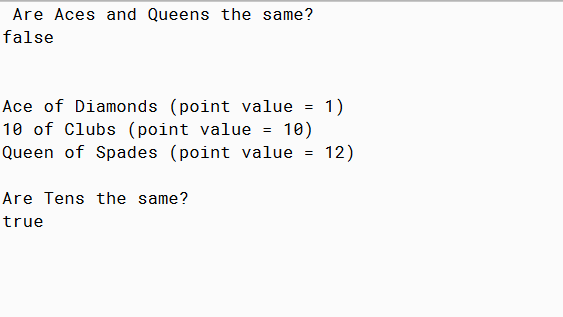 Are Aces and Queens the same?
false
Ace of Diamonds (point value = 1)
10 of Clubs (point value = 10)
Queen of Spades (point value = 12)
Are Tens the same?
true